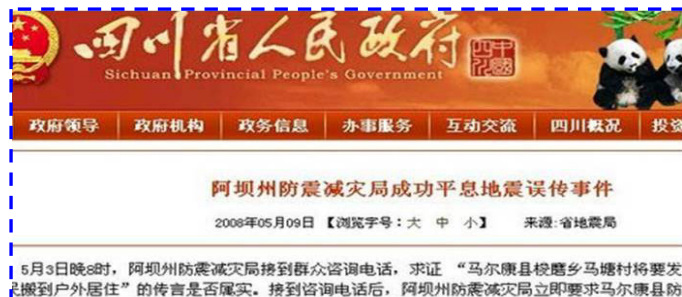 四川省人民政府
四川 中国
Sichuan Provincial People's Government
政府领导 政府机构 政务信息 办事服务 互动交流 四川概况 投资
阿坝州防震减灾局成功平息地震误传事件
2008年05月09日 【浏览字号：大 中 小】 来源:省地震局
5月3日晚8时，阿坝州防震减灾局接到群众咨询电话，求证 “马尔康县梭磨乡马塘村将要发
民搬到户外居住”的传言是否属实。接到咨询电话后，阿坝州防震减灾局立即要求马尔康县防